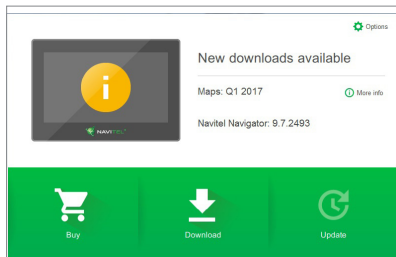 Options
New downloads available
Maps: Q1 2017
More info
Navitel Navigator: 9.7.2493
NAVITEL
Buy
Download
Update